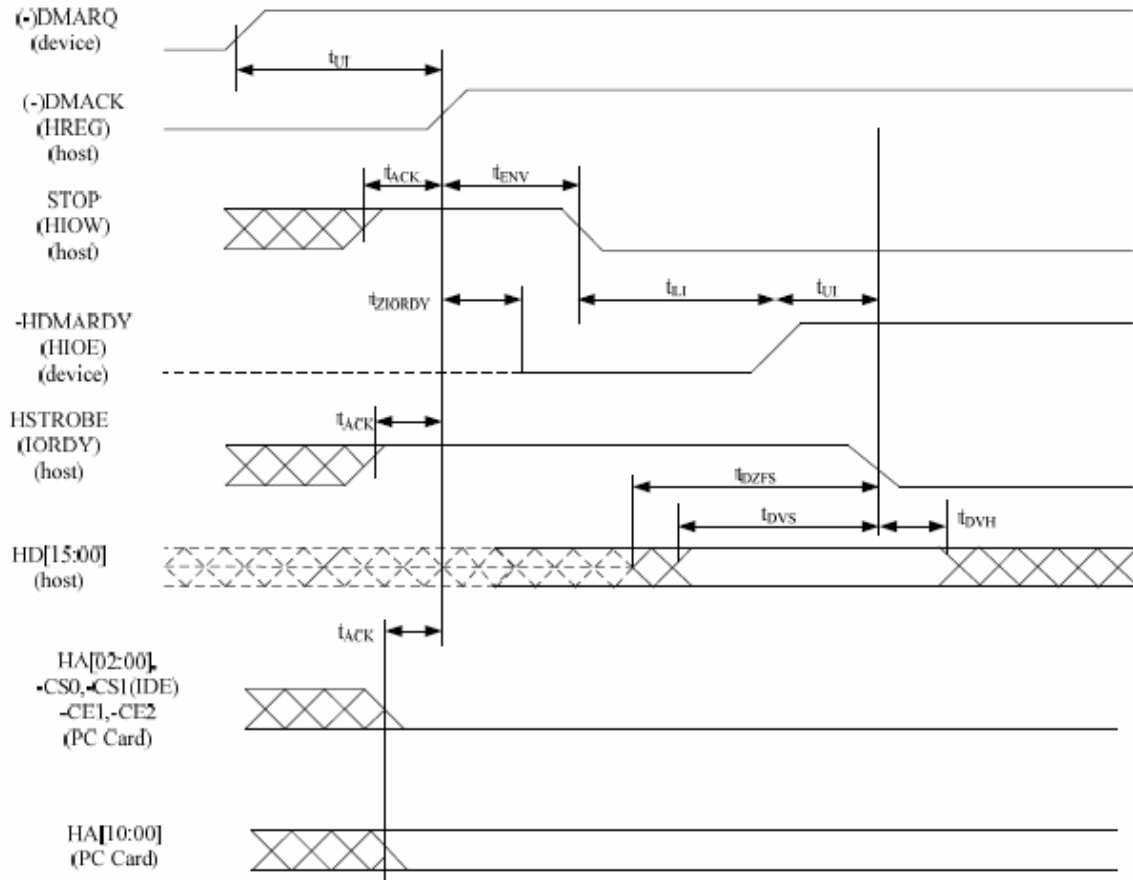 (-)DMARQ
(device)
tUI
(-)DMACK
(HREG)
(host)
tACK
tENV
STOP
(HIOW)
(host)
tZIORDY
tLI
tUI
-HDMARDY
(HIOE)
(device)
HSTROBE
(IORDY)
(host)
tACK
tDZFS
tDVS
tDVH
HD[15:00]
(host)
tACK
HA[02:00],
-CS0,-CS1(IDE)
-CE1,-CE2
(PC Card)
HA[10:00]
(PC Card)